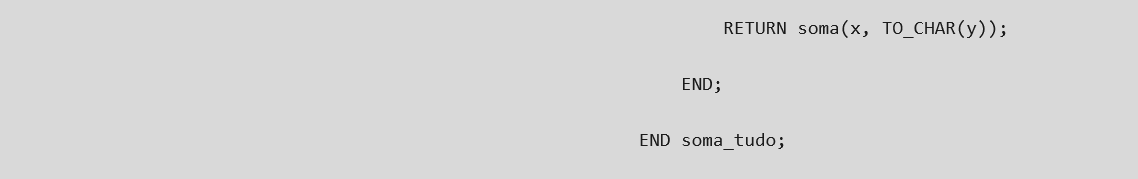 RETURN soma(x, TO_CHAR(y));
END;
END soma_tudo;